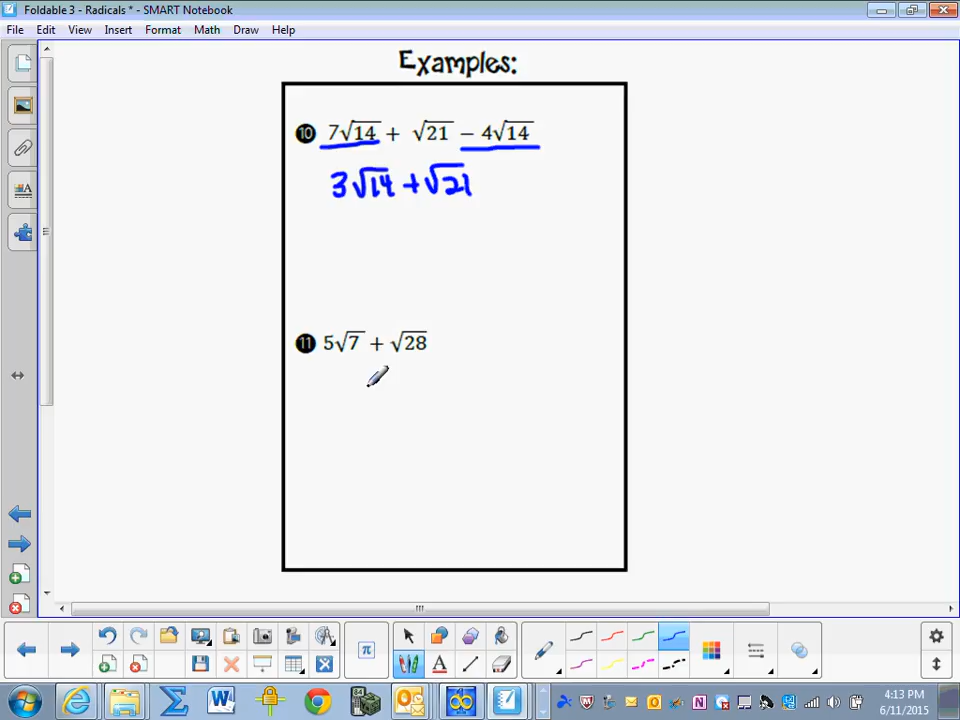 Foldable 3 - Radicals * - SMART Notebook
File Edit View Insert Format Math Draw Help
Examples:
10 7√14 + √21 − 4√14
3√14 + √21
11 5√7 + √28
π
A
4:13 PM
6/11/2015